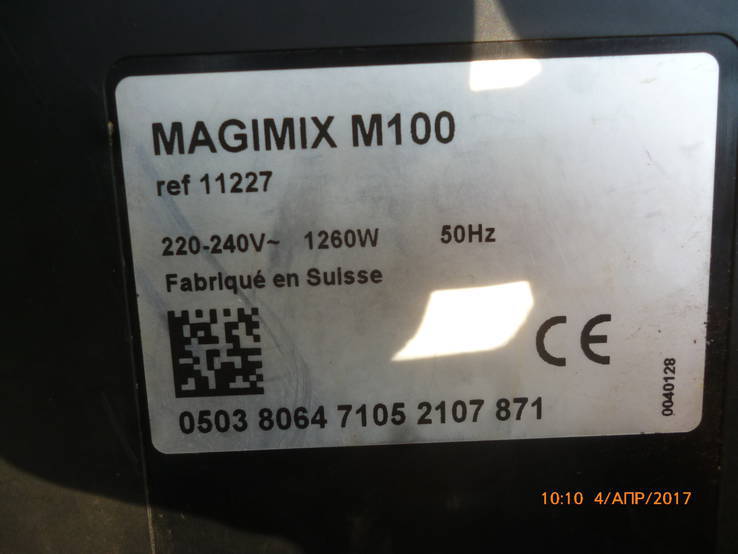 MAGIMIX M100
ref 11227
220-240V~ 1260W 50Hz
Fabriqué en Suisse
CE
0503 8064 7105 2107 871
0040128
10:10 4/АПР/2017